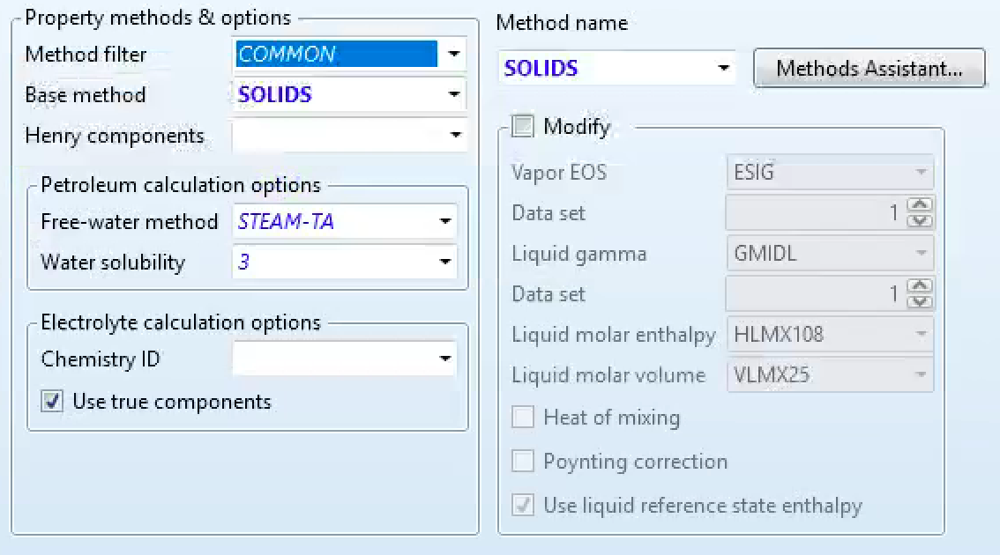 Property methods & options
Method filter COMMON
Base method SOLIDS
Henry components
Petroleum calculation options
Free-water method STEAM-TA
Water solubility 3
Electrolyte calculation options
Chemistry ID
Use true components
Method name
SOLIDS Methods Assistant...
Modify
Vapor EOS ESIG
Data set 1
Liquid gamma GMIDL
Data set 1
Liquid molar enthalpy HLMX108
Liquid molar volume VLMX25
Heat of mixing
Poynting correction
Use liquid reference state enthalpy